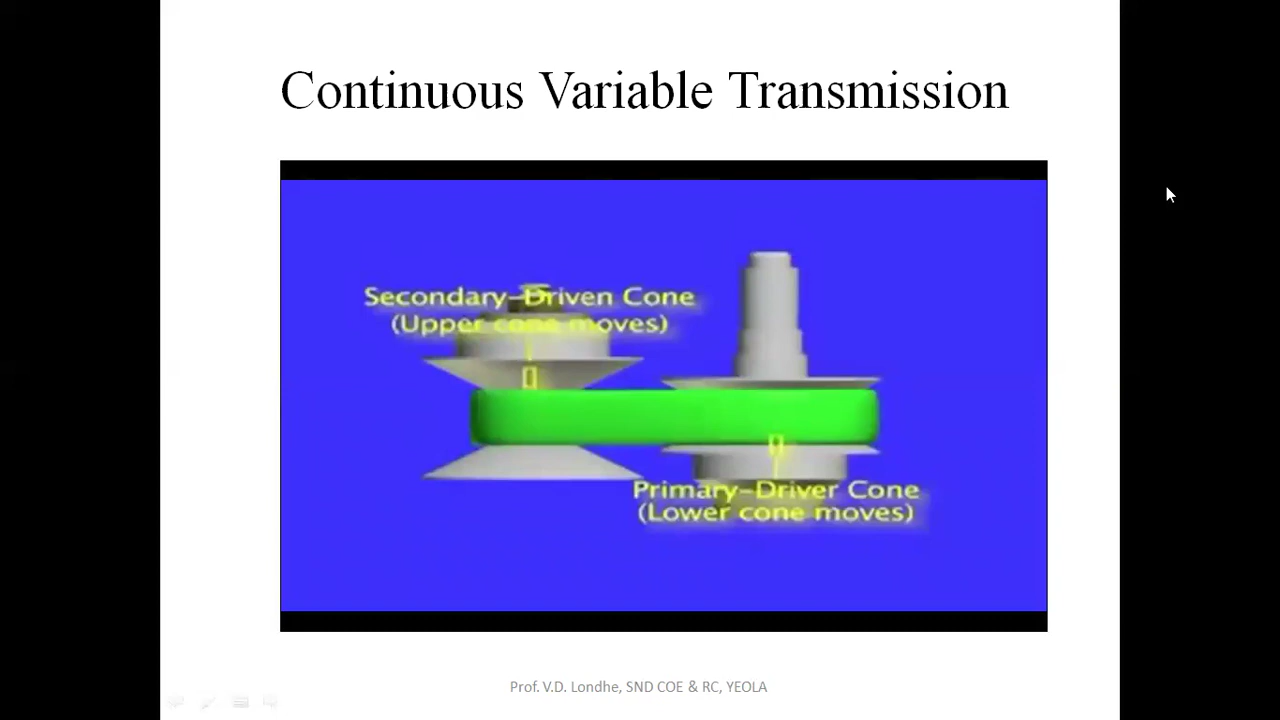 Continuous Variable Transmission
Secondary-Driven Cone
(Upper cone moves)
Primary-Driver Cone
(Lower cone moves)
Prof. V.D. Londhe, SND COE & RC, YEOLA